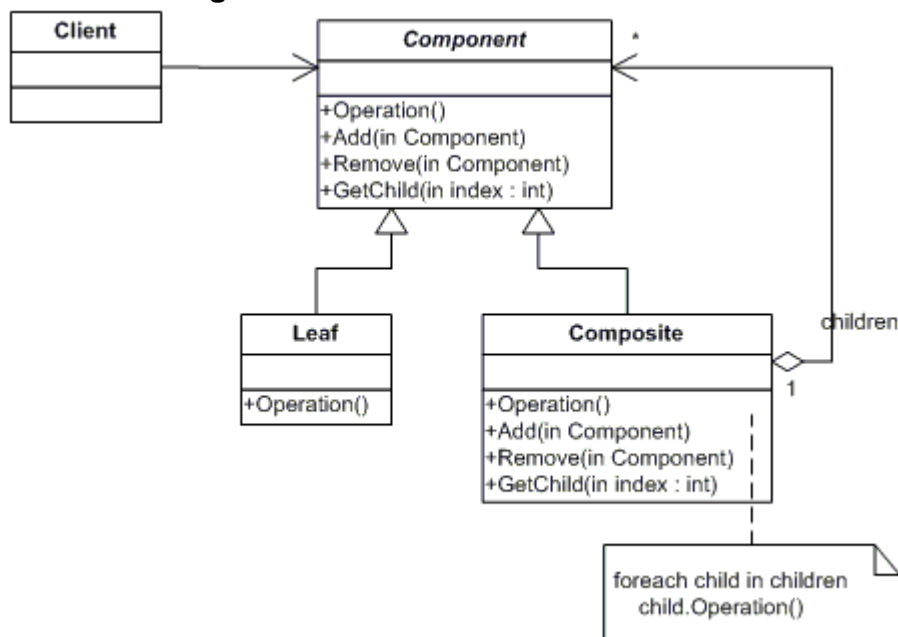 Client
Component
*
+Operation()
+Add(in Component)
+Remove(in Component)
+GetChild(in index : int)
Leaf
+Operation()
Composite
children
1
+Operation()
+Add(in Component)
+Remove(in Component)
+GetChild(in index : int)
foreach child in children
child.Operation()